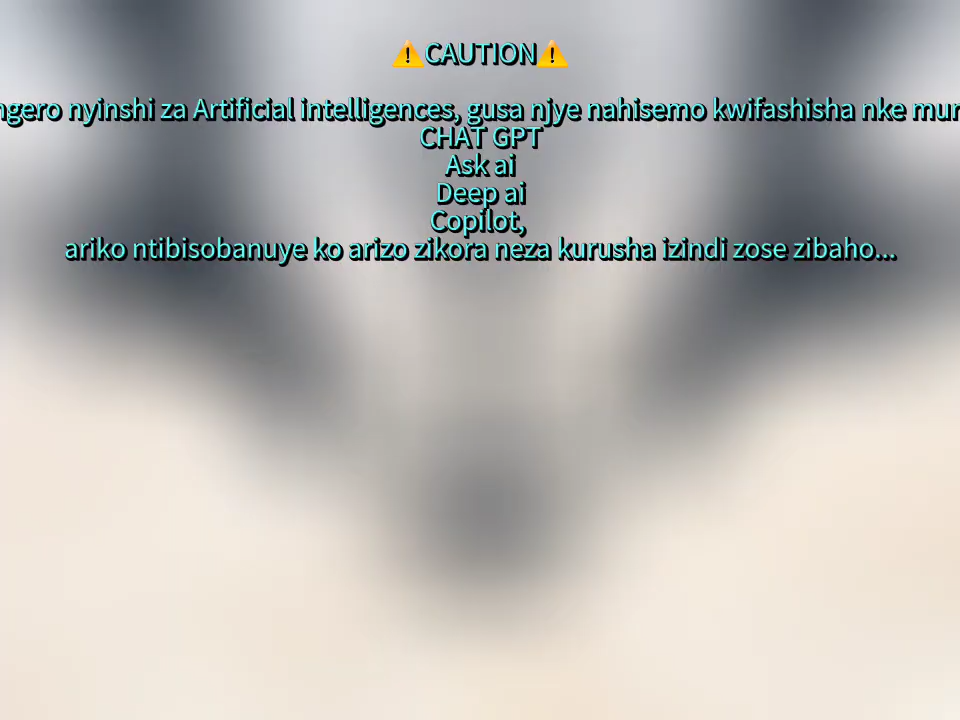 ⚠️CAUTION⚠️
nyinshi za Artificial intelligences, gusa njye nahisemo kwifashisha nke
CHAT GPT
Ask ai
Deep ai
Copilot,
ariko ntibisobanuye ko arizo zikora neza kurusha izindi zose zibaho...